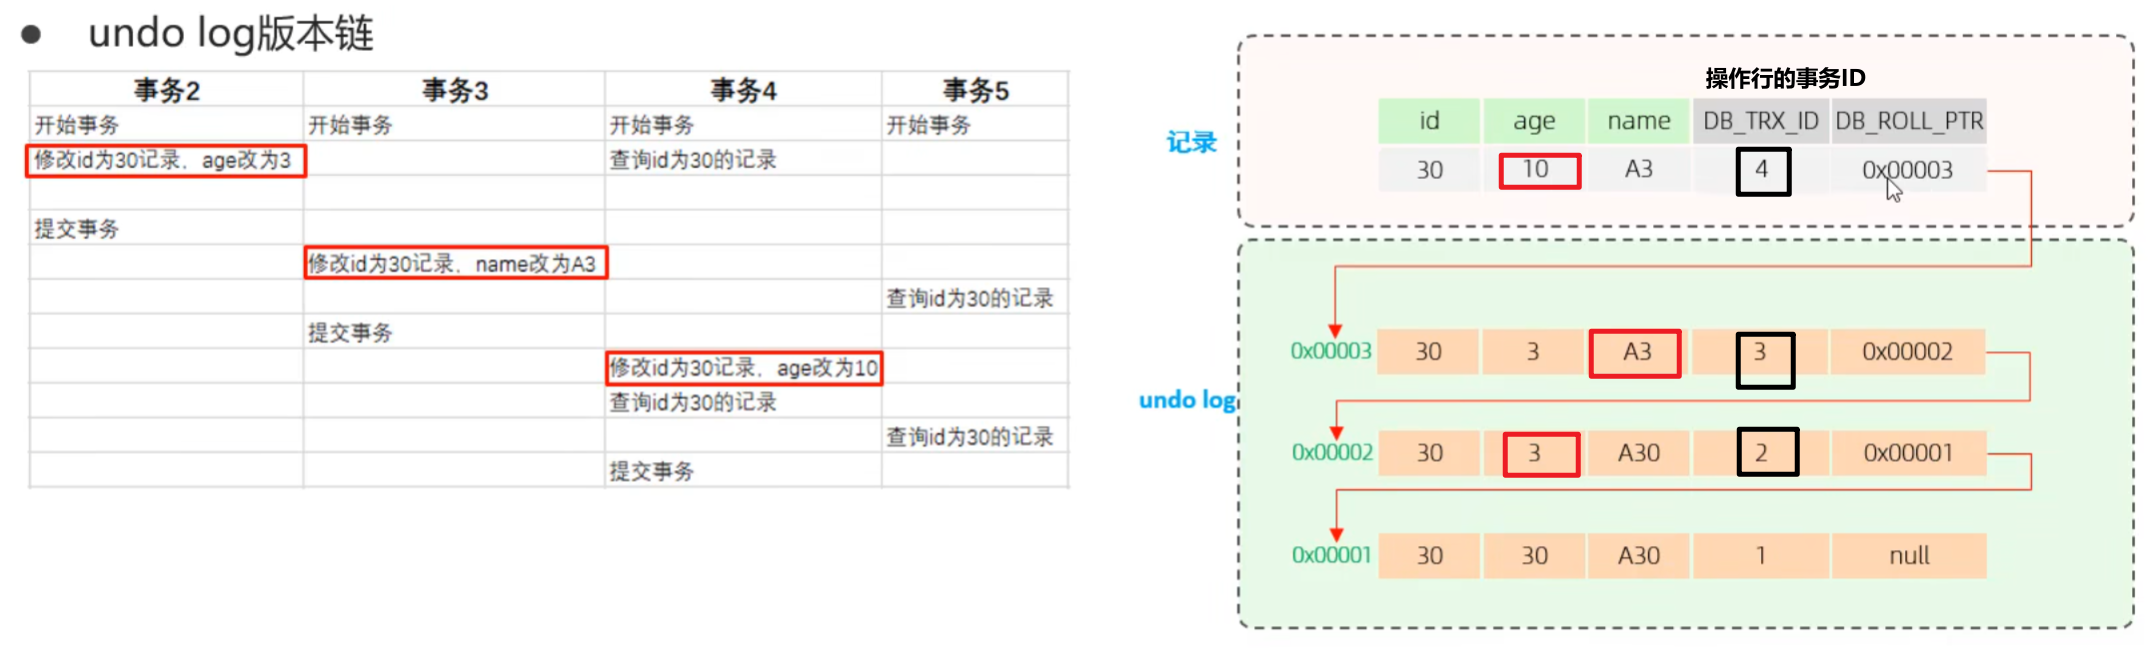 ● undo log版本链
事务2 事务3 事务4 事务5
开始事务 开始事务 开始事务 开始事务
修改id为30记录，age改为3 查询id为30的记录
提交事务
修改id为30记录，name改为A3
查询id为30的记录
提交事务
修改id为30记录，age改为10
查询id为30的记录
查询id为30的记录
提交事务
操作行的事务ID
记录
id age name DB_TRX_ID DB_ROLL_PTR
30 10 A3 4 0x00003
undo log
0x00003 30 3 A3 3 0x00002
0x00002 30 3 A30 2 0x00001
0x00001 30 30 A30 1 null